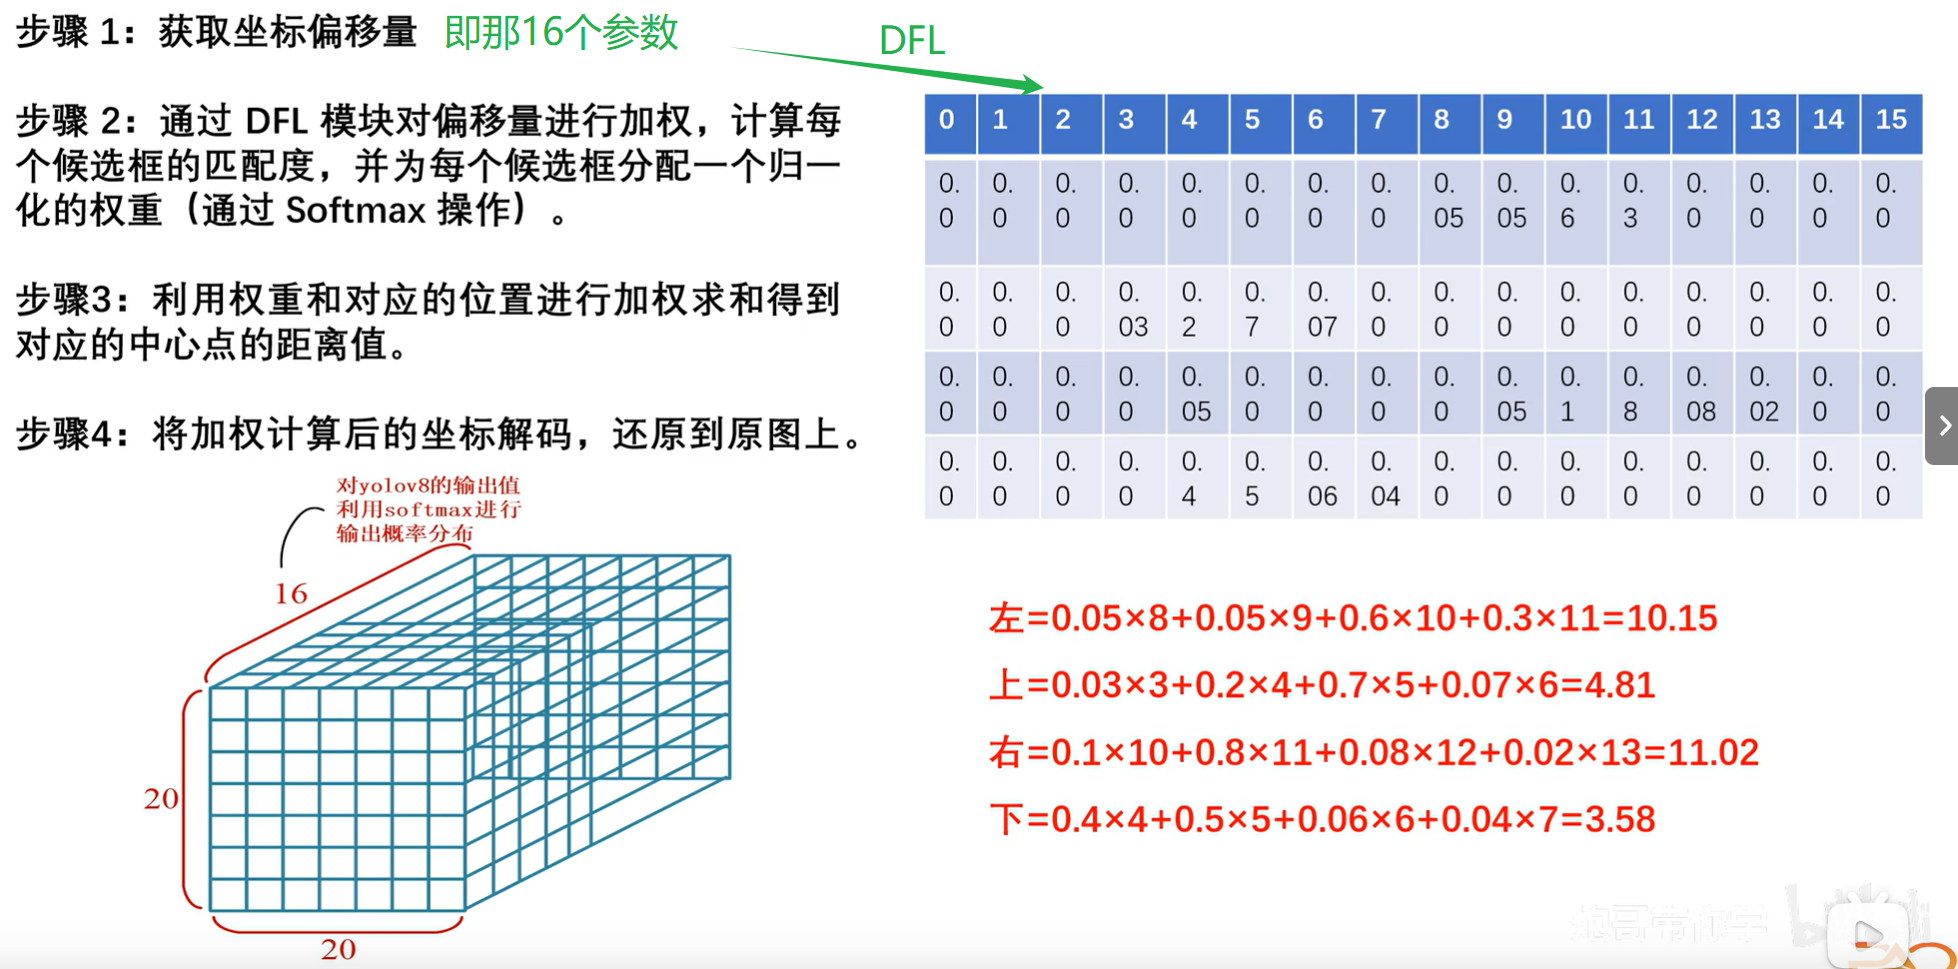 步骤 1：获取坐标偏移量 即那16个参数
DFL
步骤 2：通过 DFL 模块对偏移量进行加权，计算每
个候选框的匹配度，并为每个候选框分配一个归一
化的权重（通过 Softmax 操作）。
步骤3：利用权重和对应的位置进行加权求和得到
对应的中心点的距离值。
步骤4：将加权计算后的坐标解码，还原到原图上。
对yolov8的输出值
利用softmax进行
输出概率分布
16
20
20
0 1 2 3 4 5 6 7 8 9 10 11 12 13 14 15
0. 0. 0. 0. 0. 0. 0. 0. 0. 0. 0. 0. 0. 0. 0. 0.
0 0 0 0 0 0 0 0 05 05 6 3 0 0 0 0
0. 0. 0. 0. 0. 0. 0. 0. 0. 0. 0. 0. 0. 0. 0. 0.
0 0 0 03 2 7 07 0 0 0 0 0 0 0 0 0
0. 0. 0. 0. 0. 0. 0. 0. 0. 0. 0. 0. 0. 0. 0. 0.
0 0 0 0 05 0 0 0 0 05 1 8 08 02 0 0
0. 0. 0. 0. 0. 0. 0. 0. 0. 0. 0. 0. 0. 0. 0. 0.
0 0 0 0 4 5 06 04 0 0 0 0 0 0 0 0
左=0.05×8+0.05×9+0.6×10+0.3×11=10.15
上=0.03×3+0.2×4+0.7×5+0.07×6=4.81
右=0.1×10+0.8×11+0.08×12+0.02×13=11.02
下=0.4×4+0.5×5+0.06×6+0.04×7=3.58
哥带你学